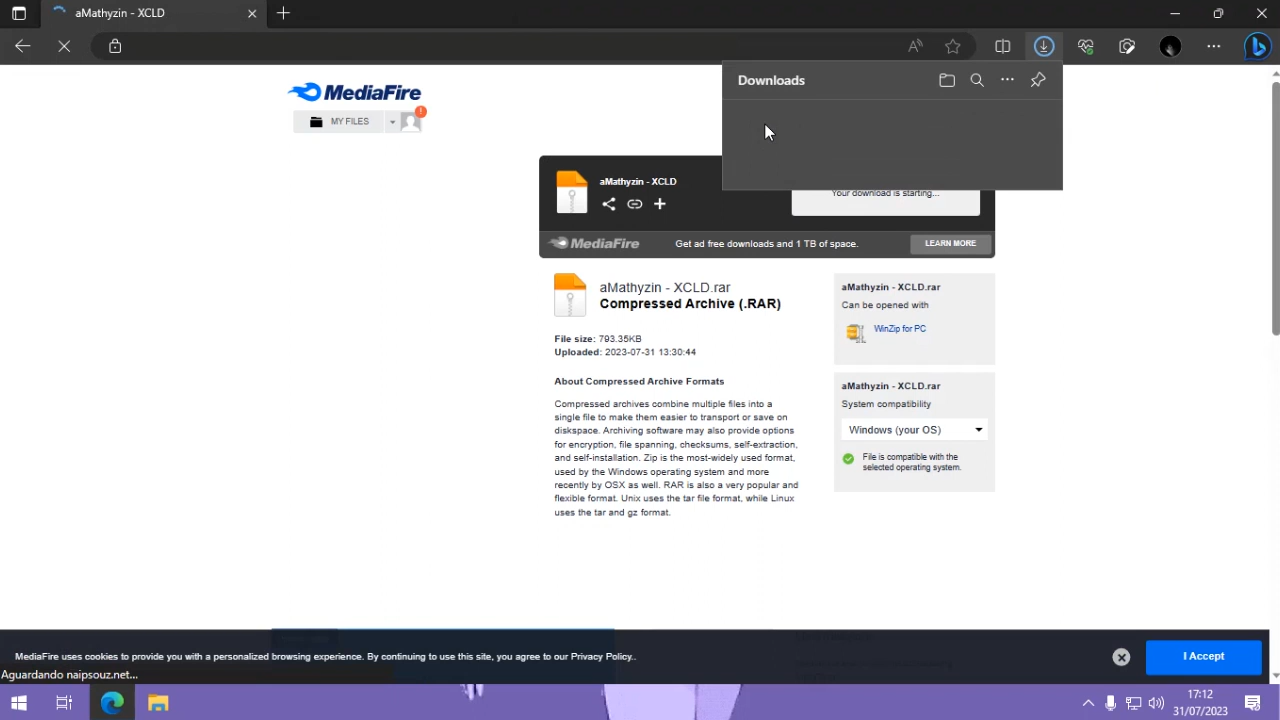 aMathyzin - XCLD
Downloads
MediaFire
MY FILES
!
aMathyzin - XCLD
Your download is starting...
MediaFire
Get ad free downloads and 1 TB of space.
LEARN MORE
aMathyzin - XCLD.rar
Compressed Archive (.RAR)
File size: 793.35KB
Uploaded: 2023-07-31 13:30:44
About Compressed Archive Formats
Compressed archives combine multiple files into a
single file to make them easier to transport or save on
diskspace. Archiving software may also provide options
for encryption, file spanning, checksums, self-extraction,
and self-installation. Zip is the most-widely used format,
used by the Windows operating system and more
recently by OSX as well. RAR is also a very popular and
flexible format. Unix uses the tar file format, while Linux
uses the tar and gz format.
aMathyzin - XCLD.rar
Can be opened with
WinZip for PC
aMathyzin - XCLD.rar
System compatibility
Windows (your OS)
File is compatible with the
selected operating system.
MediaFire uses cookies to provide you with a personalized browsing experience. By continuing to use this site, you agree to our Privacy Policy..
I Accept
Aguardando naipsouz.net...
17:12
31/07/2023